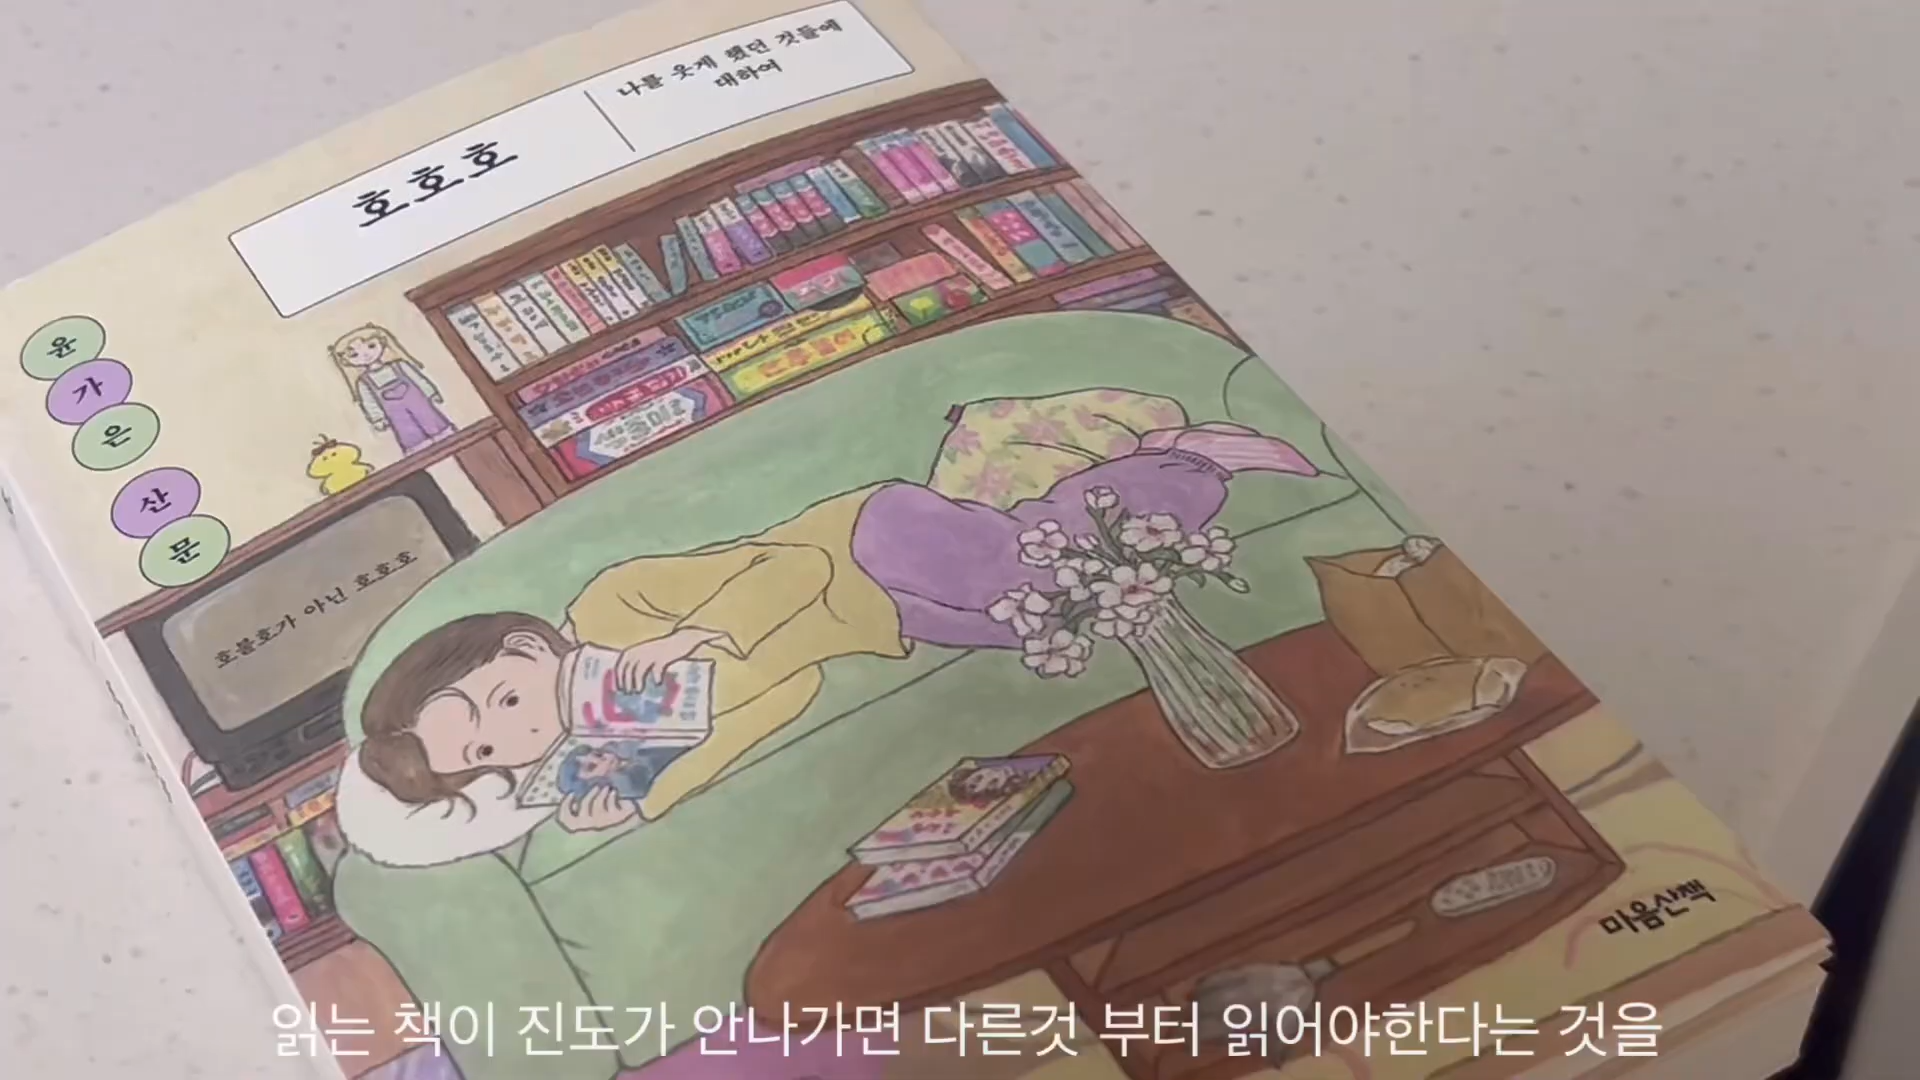 나를 웃게 했던 것들에
대하여
호호호
윤가은 산문
호불호가 아닌 호호호
마음산책
읽는 책이 진도가 안나가면 다른것 부터 읽어야한다는 것을